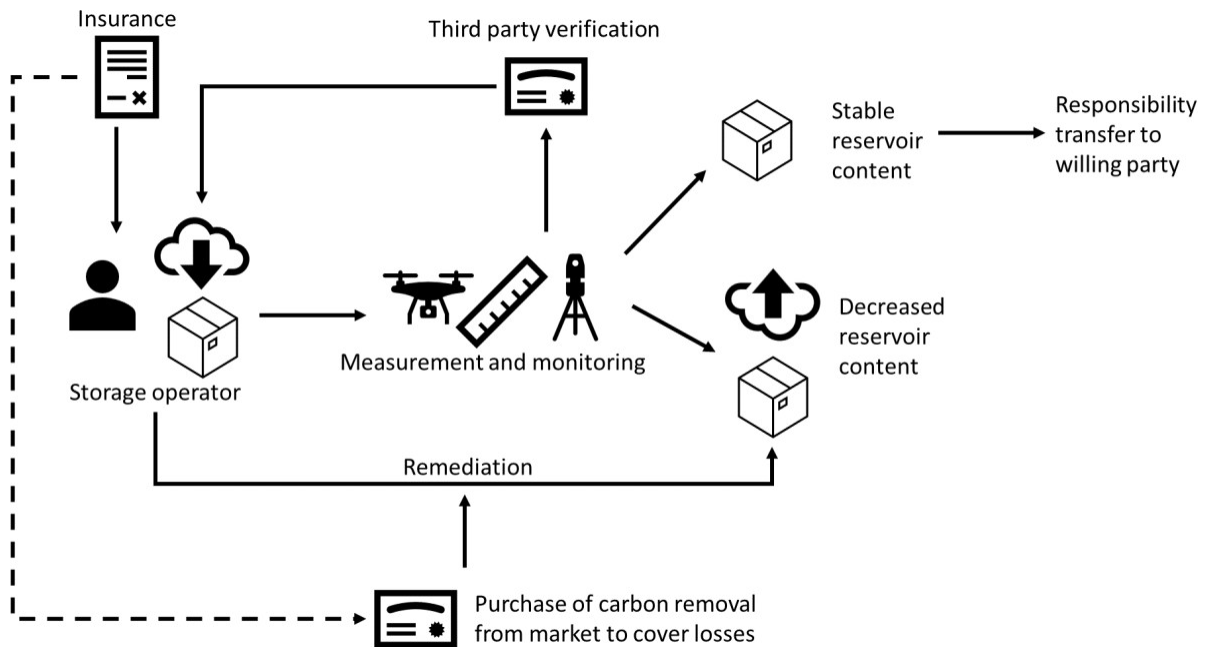 Insurance
Third party verification
Stable
reservoir
content
Responsibility
transfer to
willing party
Decreased
reservoir
content
Measurement and monitoring
Storage operator
Remediation
Purchase of carbon removal
from market to cover losses